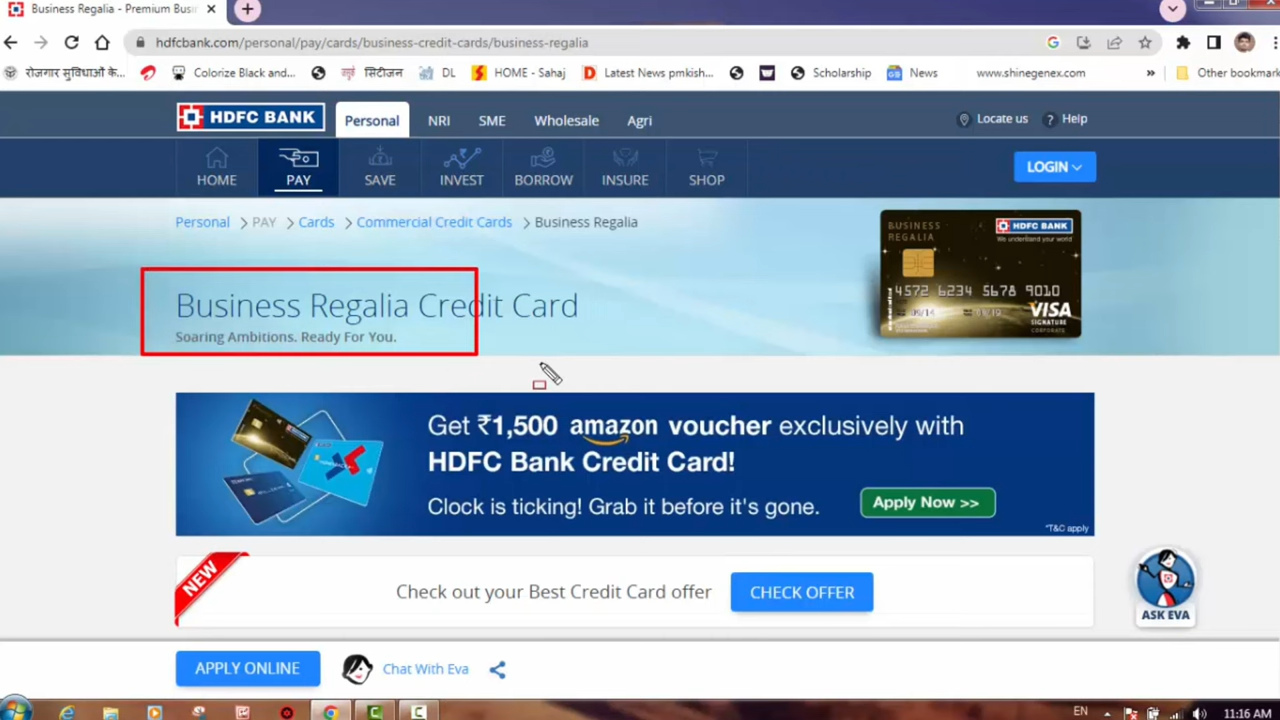 Business Regalia - Premium Busi
hdfcbank.com/personal/pay/cards/business-credit-cards/business-regalia
रोजगार सुविधाओं के...
Colorize Black and...
सिटीजन
DL
HOME - Sahaj
Latest News pmkish...
Scholarship
News
www.shinegenex.com
»
Other bookmark
HDFC BANK
Personal
NRI
SME
Wholesale
Agri
Locate us
? Help
HOME
PAY
SAVE
INVEST
BORROW
INSURE
SHOP
LOGIN
Personal > PAY > Cards > Commercial Credit Cards > Business Regalia
BUSINESS
REGALIA
HDFC BANK
We understand your world
4572 6234 5678 9010
VISA
SIGNATURE
CORPORATE
Business Regalia Credit Card
Soaring Ambitions. Ready For You.
Get ₹1,500 amazon voucher exclusively with
HDFC Bank Credit Card!
Clock is ticking! Grab it before it's gone.
Apply Now >>
*T&C apply
NEW
Check out your Best Credit Card offer
CHECK OFFER
ASK EVA
APPLY ONLINE
Chat With Eva
EN
11:16 AM